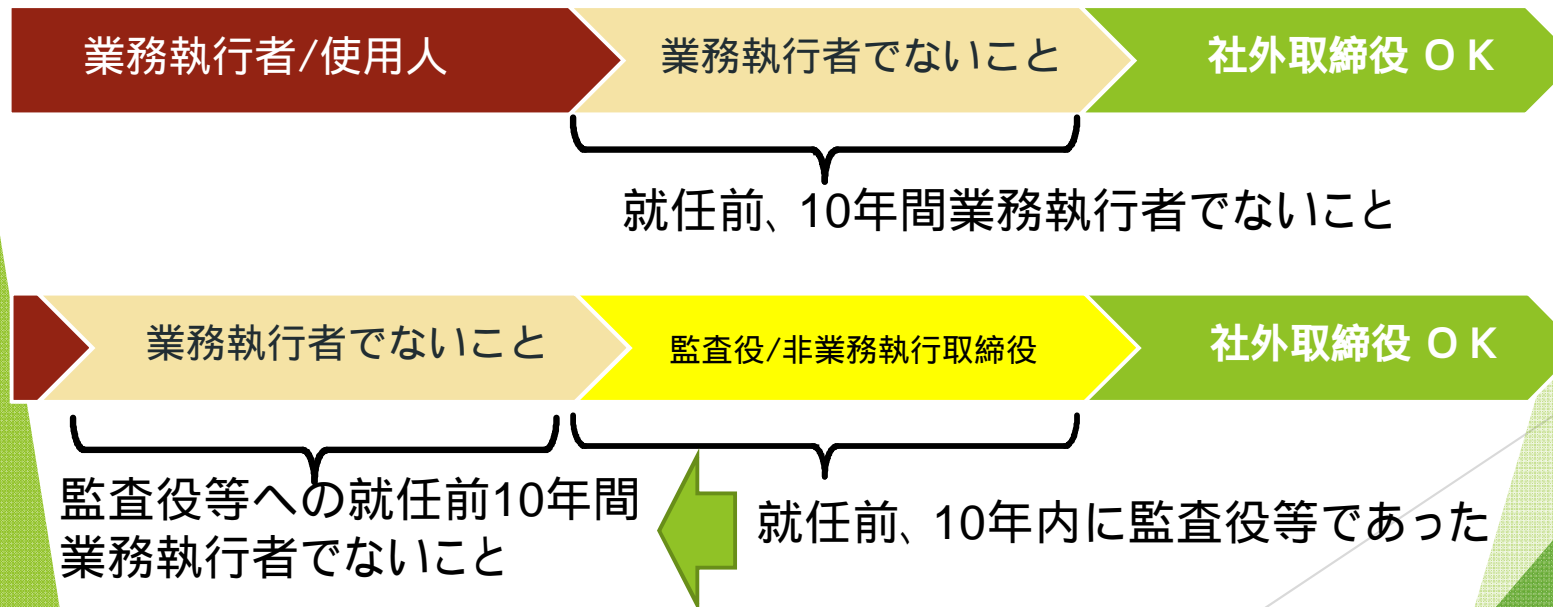 業務執行者/使用人
業務執行者でないこと
社外取締役 ＯＫ
就任前、10年間業務執行者でないこと
業務執行者でないこと
監査役/非業務執行取締役
社外取締役 ＯＫ
監査役等への就任前10年間
業務執行者でないこと
就任前、10年内に監査役等であった